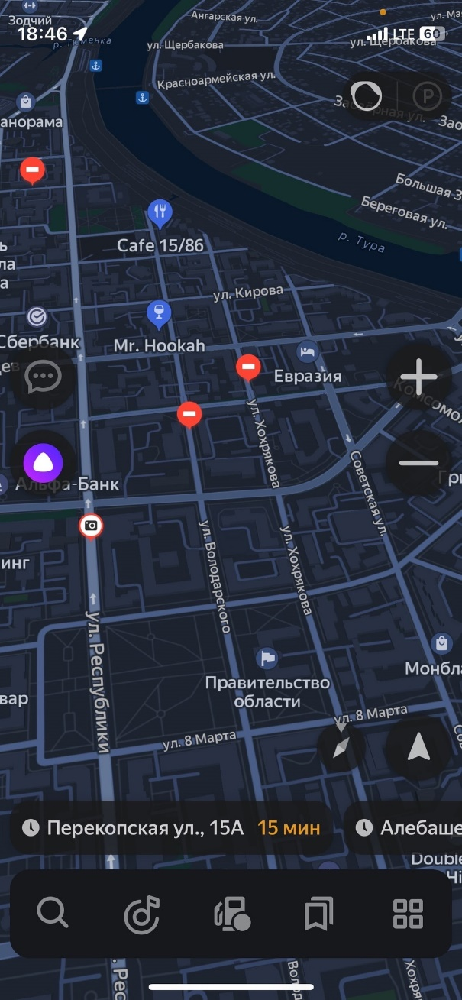 Зодчий
Ангарская ул.
18:46
LTE
60
р. Тюменка
ул. Щербакова
ул. Щербакова
Красноармейская ул.
P
анорама
Заозёрная ул.
Большая З
Береговая ул.
р. Тура
Cafe 15/86
ь
ла
а
ул. Кирова
Сбербанк
Mr. Hookah
Евразия
ул. Хохрякова
Советская ул.
Альфа-Банк
ул. Володарского
ул. Хохрякова
инг
ул. Республики
Правительство
области
Монбла
вар
ул. 8 Марта
ул. 8 Марта
Перекопская ул., 15А
15 мин
Алебаше
Double
Hi
. Рес
Волод
Хохря